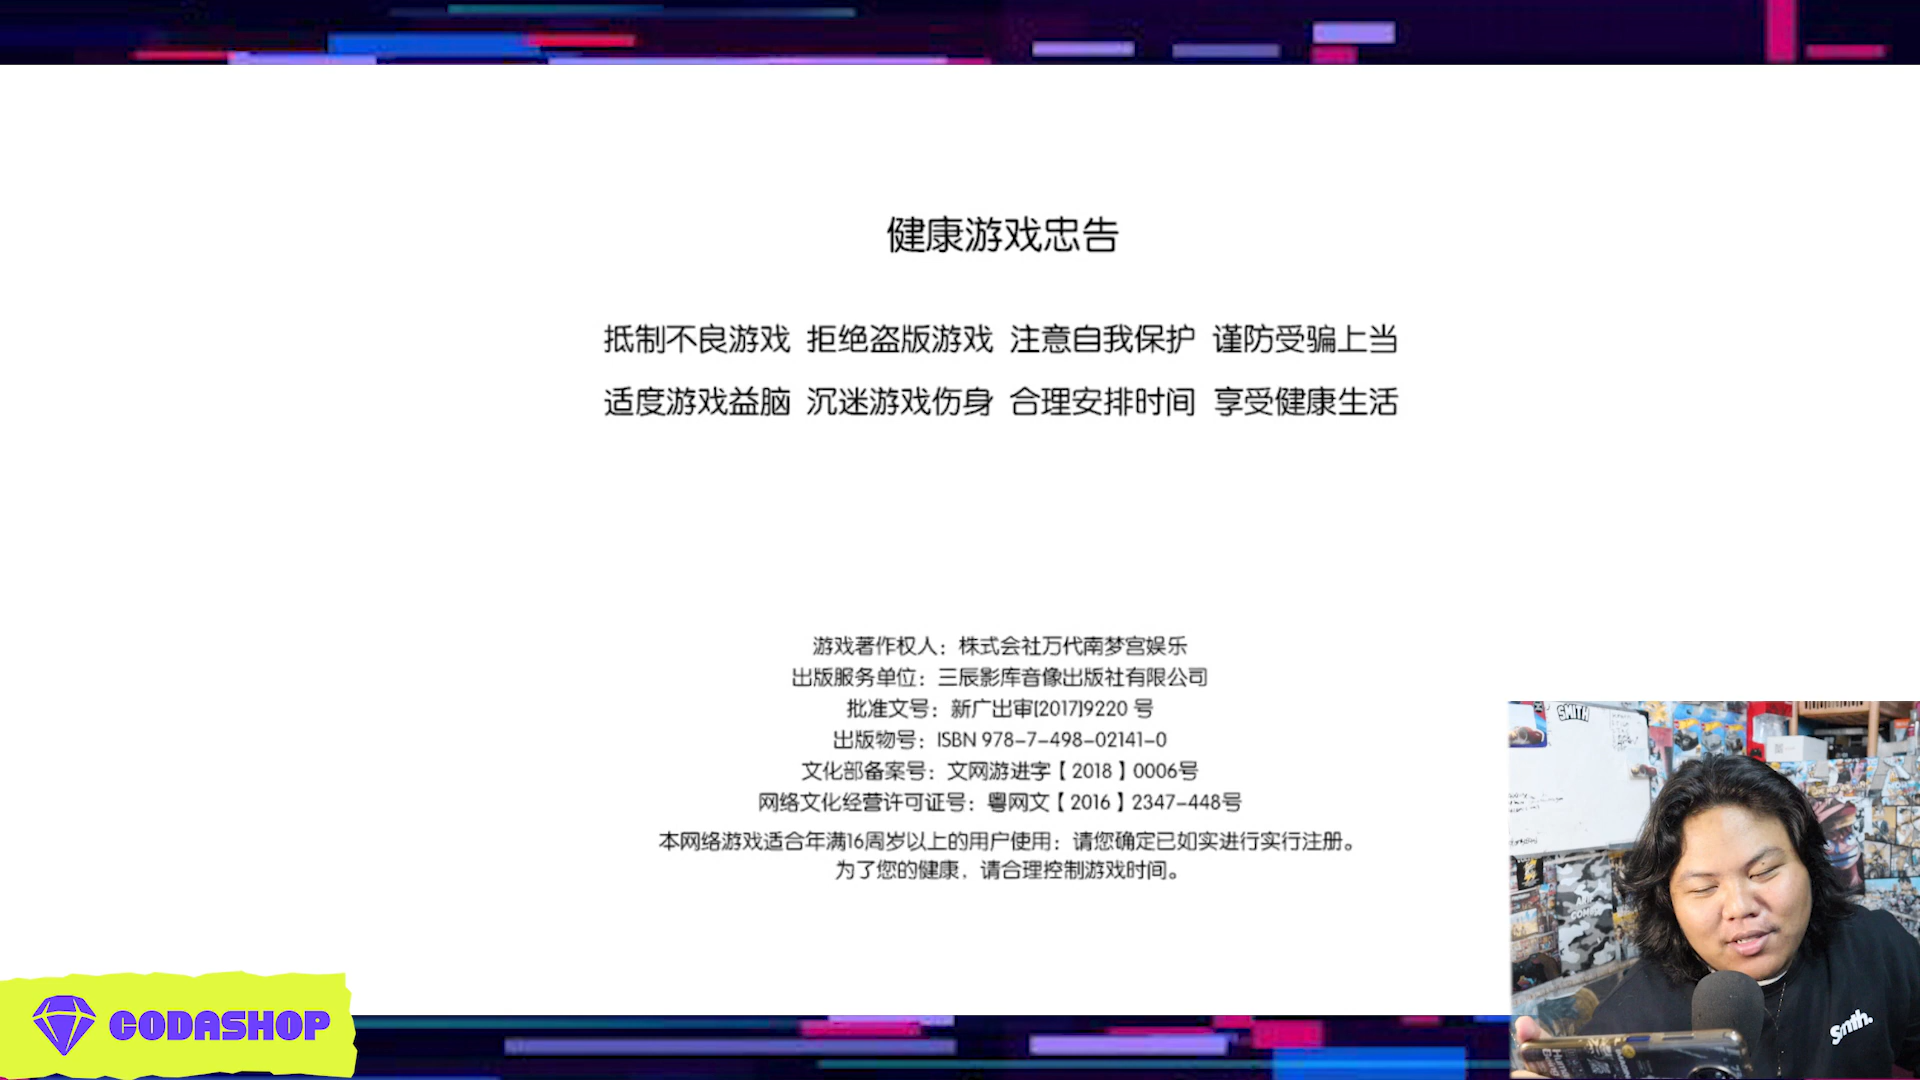 健康游戏忠告
抵制不良游戏 拒绝盗版游戏 注意自我保护 谨防受骗上当
适度游戏益脑 沉迷游戏伤身 合理安排时间 享受健康生活
游戏著作权人：株式会社万代南梦宫娱乐
出版服务单位：三辰影库音像出版社有限公司
批准文号：新广出审[2017]9220 号
出版物号：ISBN 978-7-498-02141-0
文化部备案号：文网游进字【2018】0006号
网络文化经营许可证号：粤网文【2016】2347-448号
本网络游戏适合年满16周岁以上的用户使用：请您确定已如实进行实行注册。
为了您的健康，请合理控制游戏时间。
SMITH
Smth.
CODASHOP